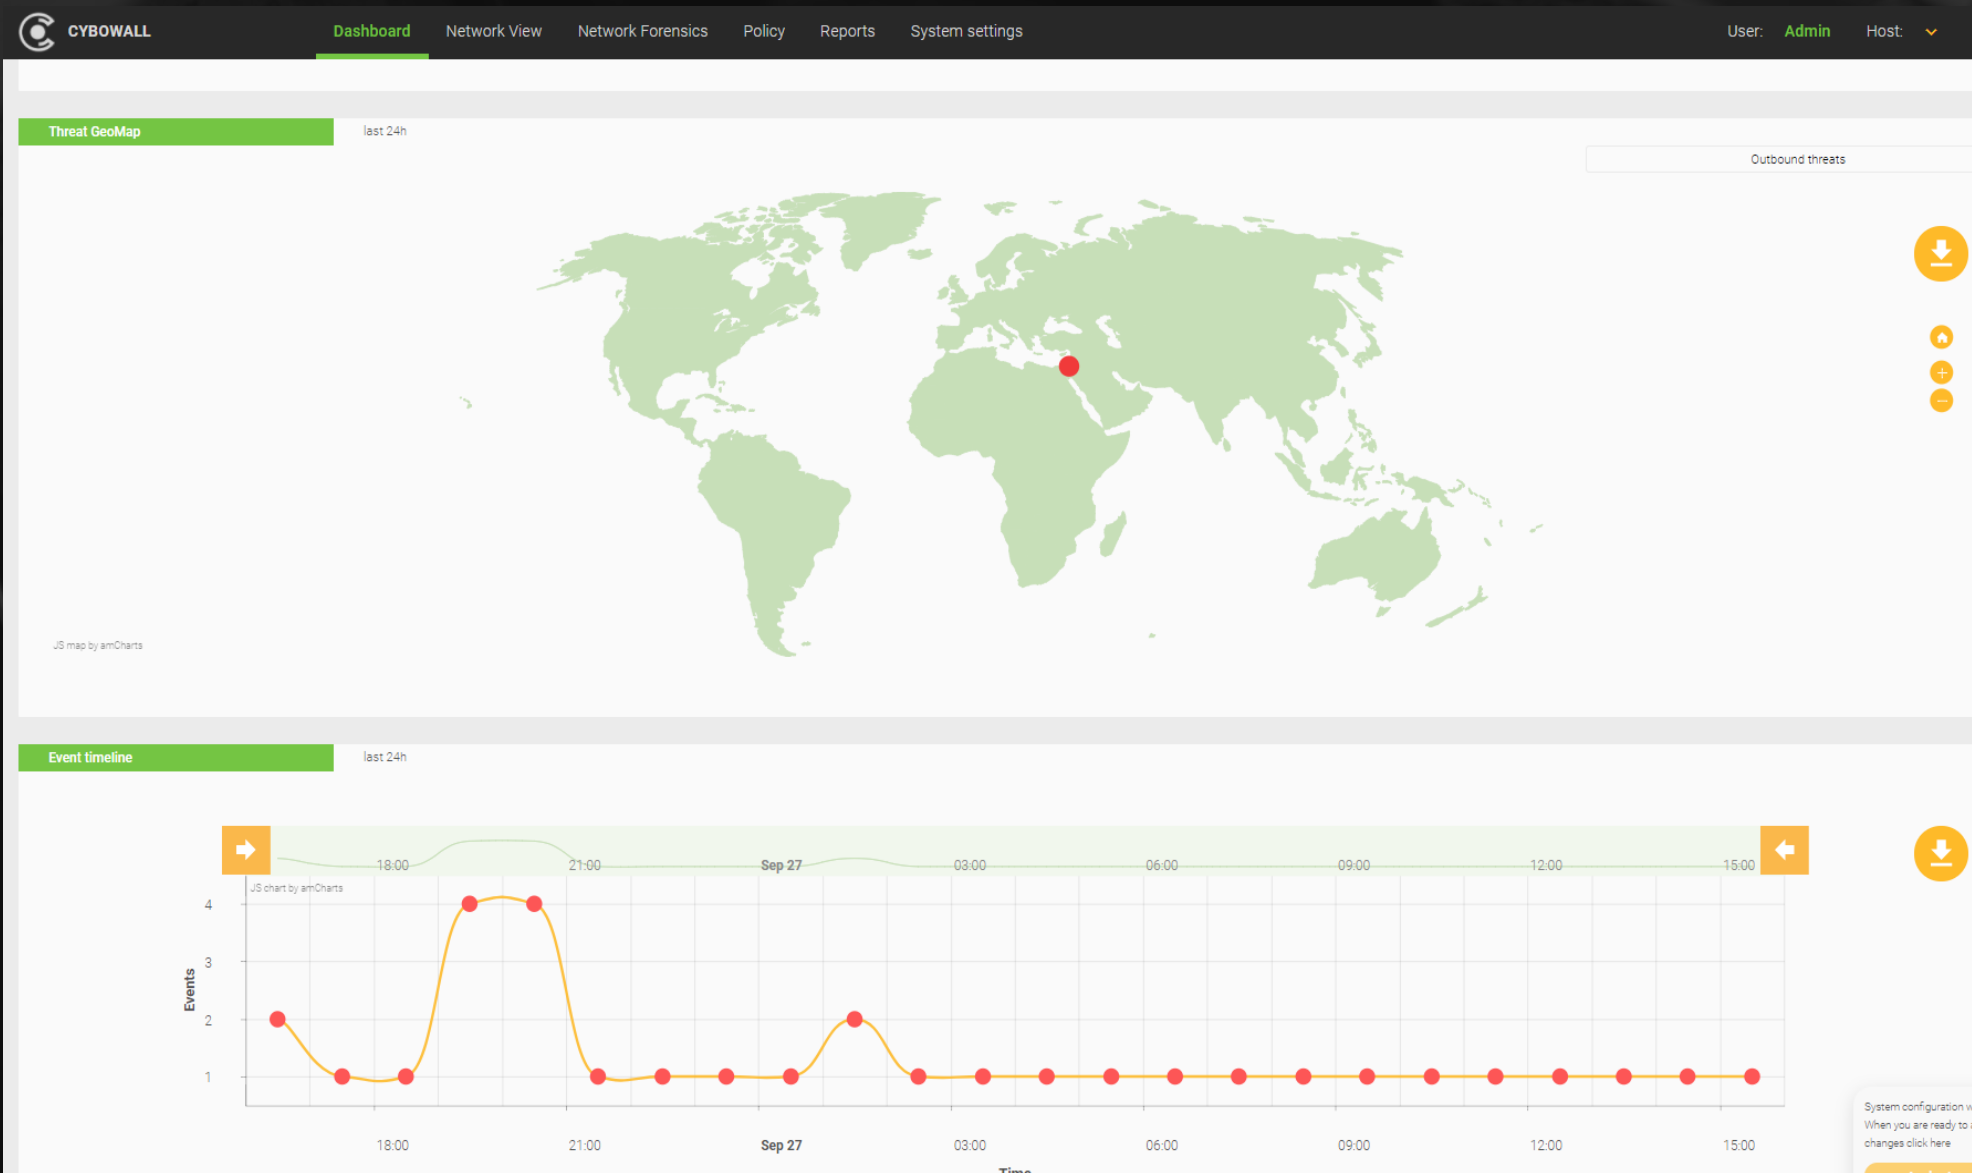 CYBOWALL Dashboard Network View Network Forensics Policy Reports System settings User: Admin Host:
Threat GeoMap last 24h
Outbound threats
JS map by amCharts
Event timeline last 24h
18:00 21:00 Sep 27 03:00 06:00 09:00 12:00 15:00
JS chart by amCharts
4
3
2
1
Events
18:00 21:00 Sep 27 03:00 06:00 09:00 12:00 15:00
Time
System configuration
When you are ready to
changes click here